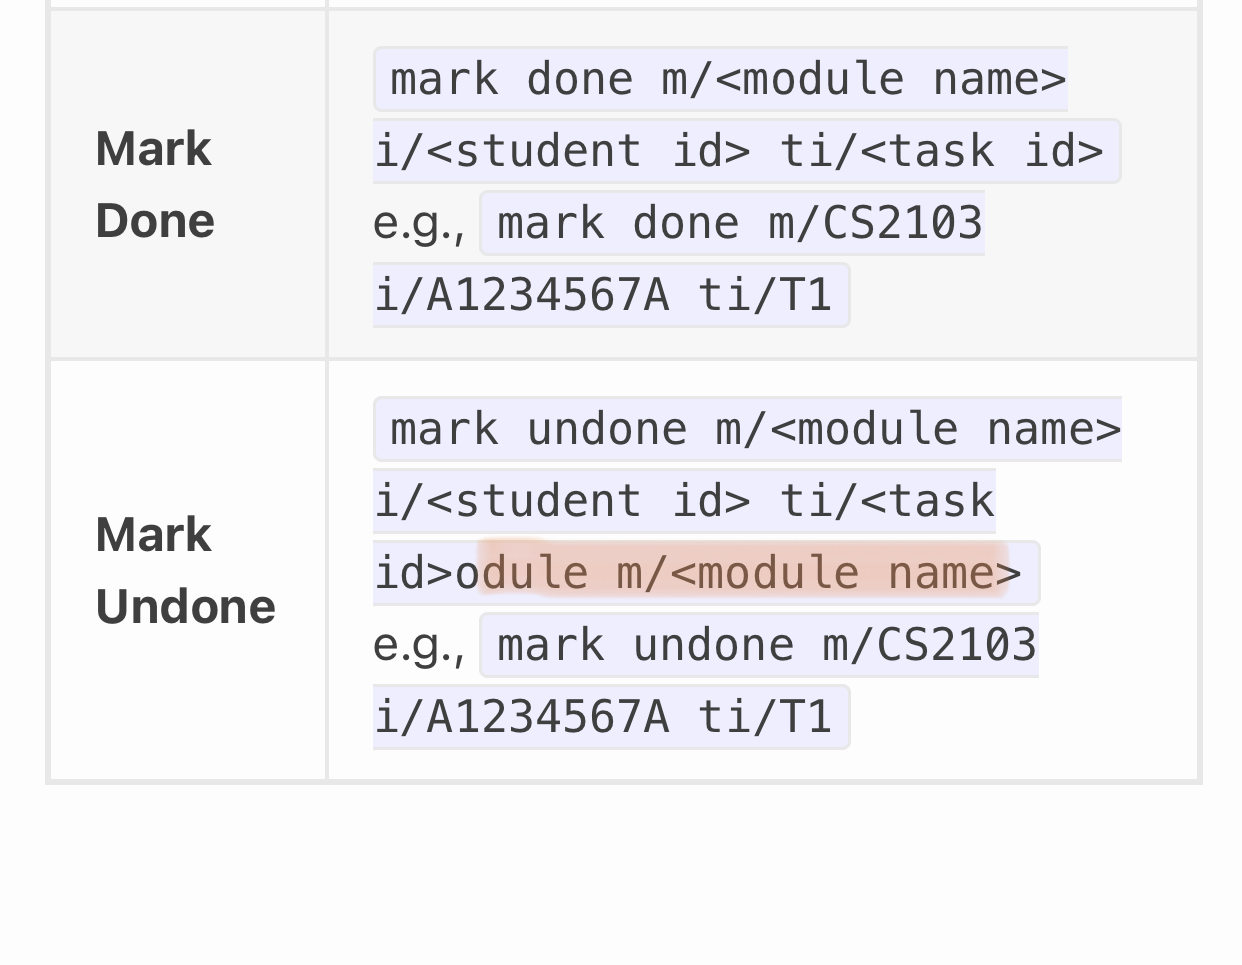 Mark
Done
mark done m/<module name>
i/<student id> ti/<task id>
e.g., mark done m/CS2103
i/A1234567A ti/T1
Mark
Undone
mark undone m/<module name>
i/<student id> ti/<task
id>odule m/<module name>
e.g., mark undone m/CS2103
i/A1234567A ti/T1